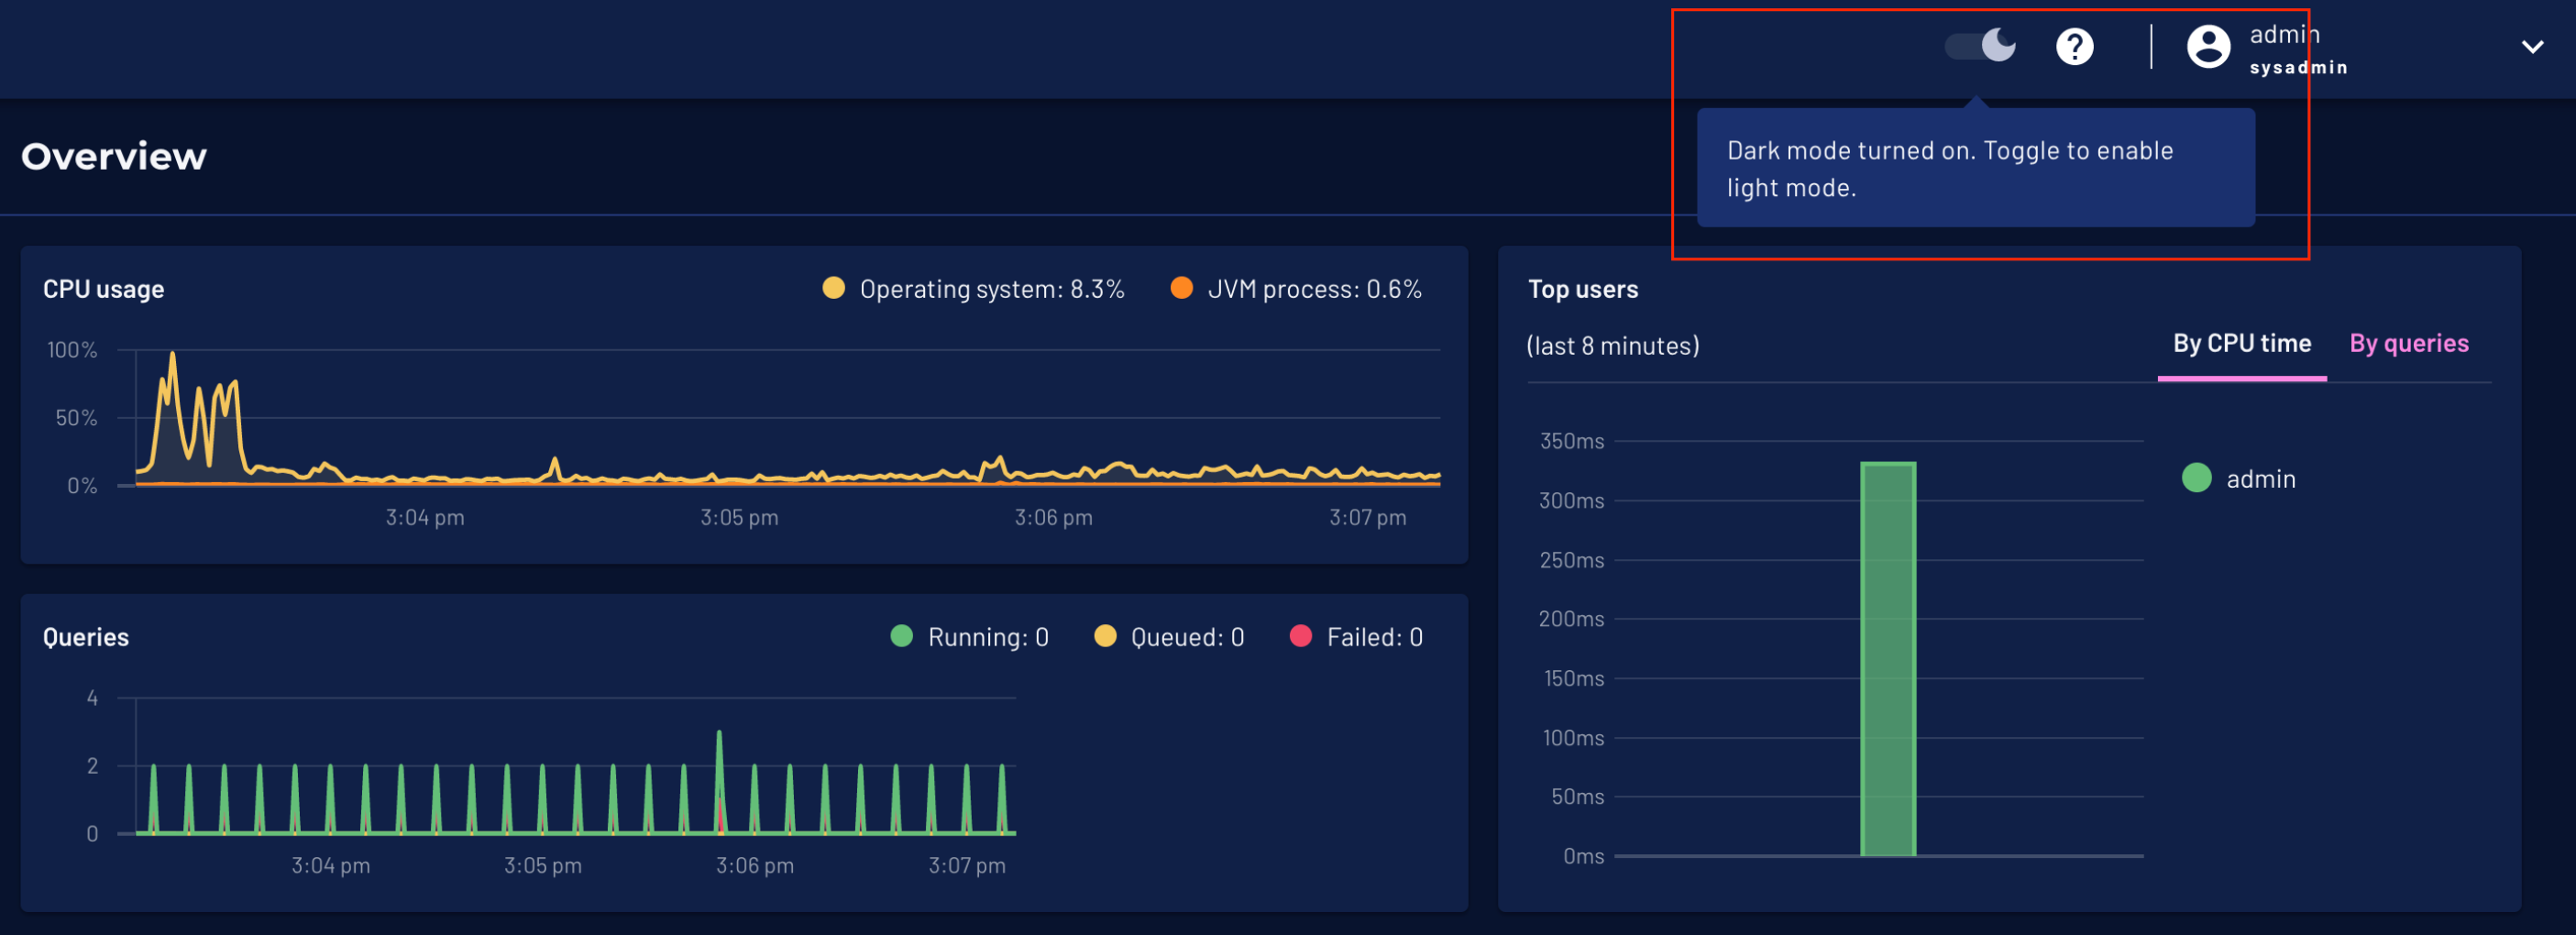 admin
sysadmin
Dark mode turned on. Toggle to enable
light mode.
Overview
CPU usage
Operating system: 8.3%
JVM process: 0.6%
100%
50%
0%
3:04 pm
3:05 pm
3:06 pm
3:07 pm
Queries
Running: 0
Queued: 0
Failed: 0
4
2
0
3:04 pm
3:05 pm
3:06 pm
3:07 pm
Top users
(last 8 minutes)
By CPU time
By queries
350ms
300ms
250ms
200ms
150ms
100ms
50ms
0ms
admin